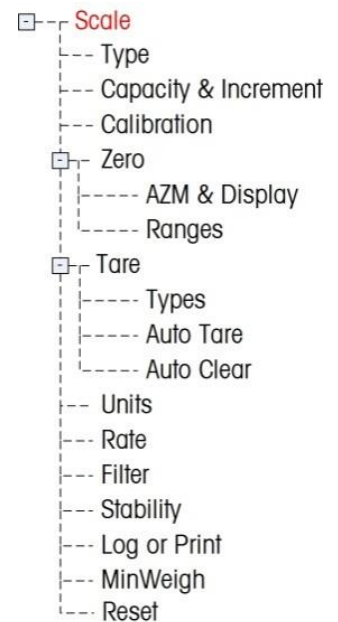 Scale
Type
Capacity & Increment
Calibration
Zero
AZM & Display
Ranges
Tare
Types
Auto Tare
Auto Clear
Units
Rate
Filter
Stability
Log or Print
MinWeigh
Reset